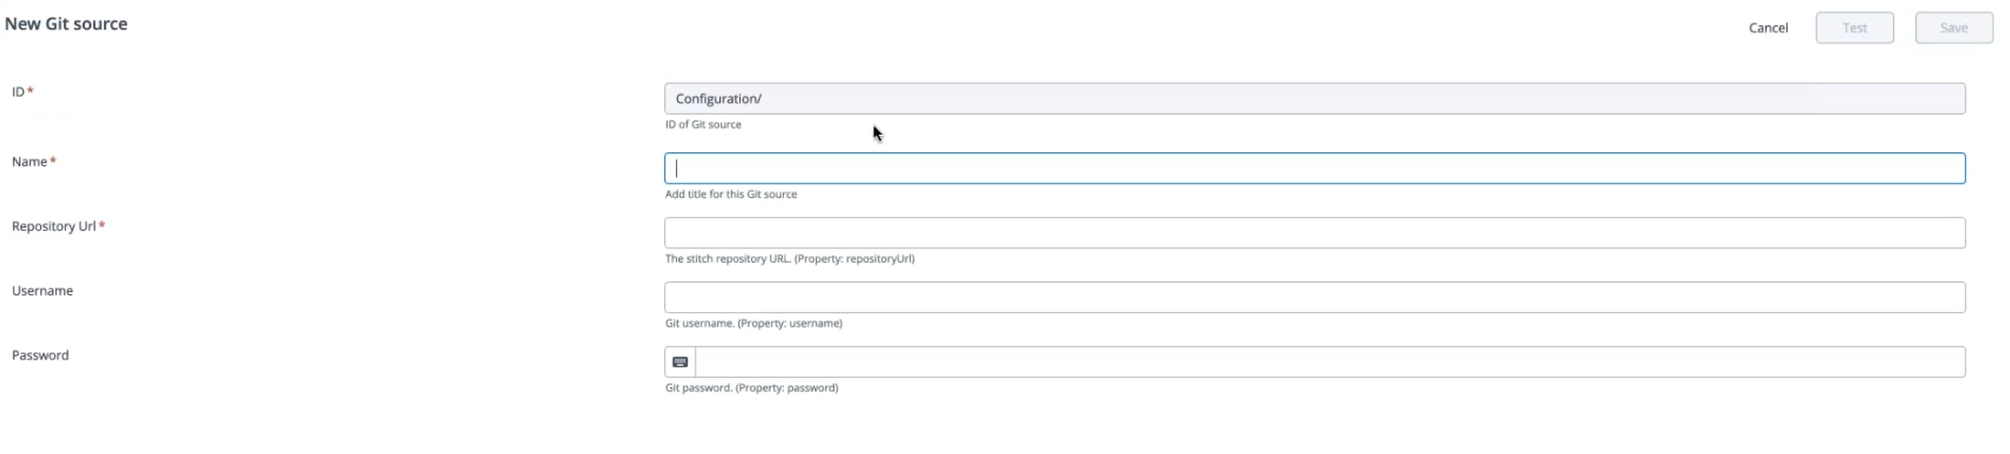 New Git source
Cancel
Test
Save
ID*
Configuration/
ID of Git source
Name*
Add title for this Git source
Repository Url*
The stitch repository URL. (Property: repositoryUrl)
Username
Git username. (Property: username)
Password
Git password. (Property: password)